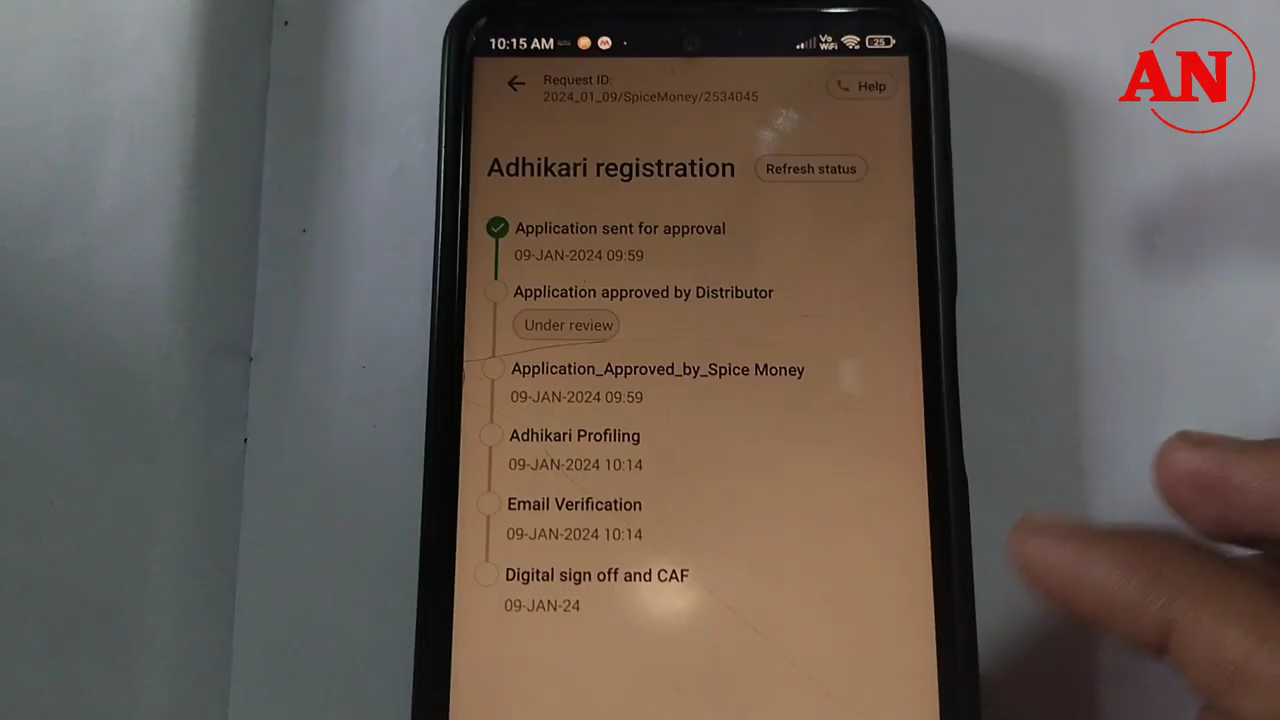 10:15 AM
Vo
WiFi
25
AN
Request ID:
2024_01_09/SpiceMoney/2534045
Help
Adhikari registration
Refresh status
Application sent for approval
09-JAN-2024 09:59
Application approved by Distributor
Under review
Application_Approved_by_Spice Money
09-JAN-2024 09:59
Adhikari Profiling
09-JAN-2024 10:14
Email Verification
09-JAN-2024 10:14
Digital sign off and CAF
09-JAN-24